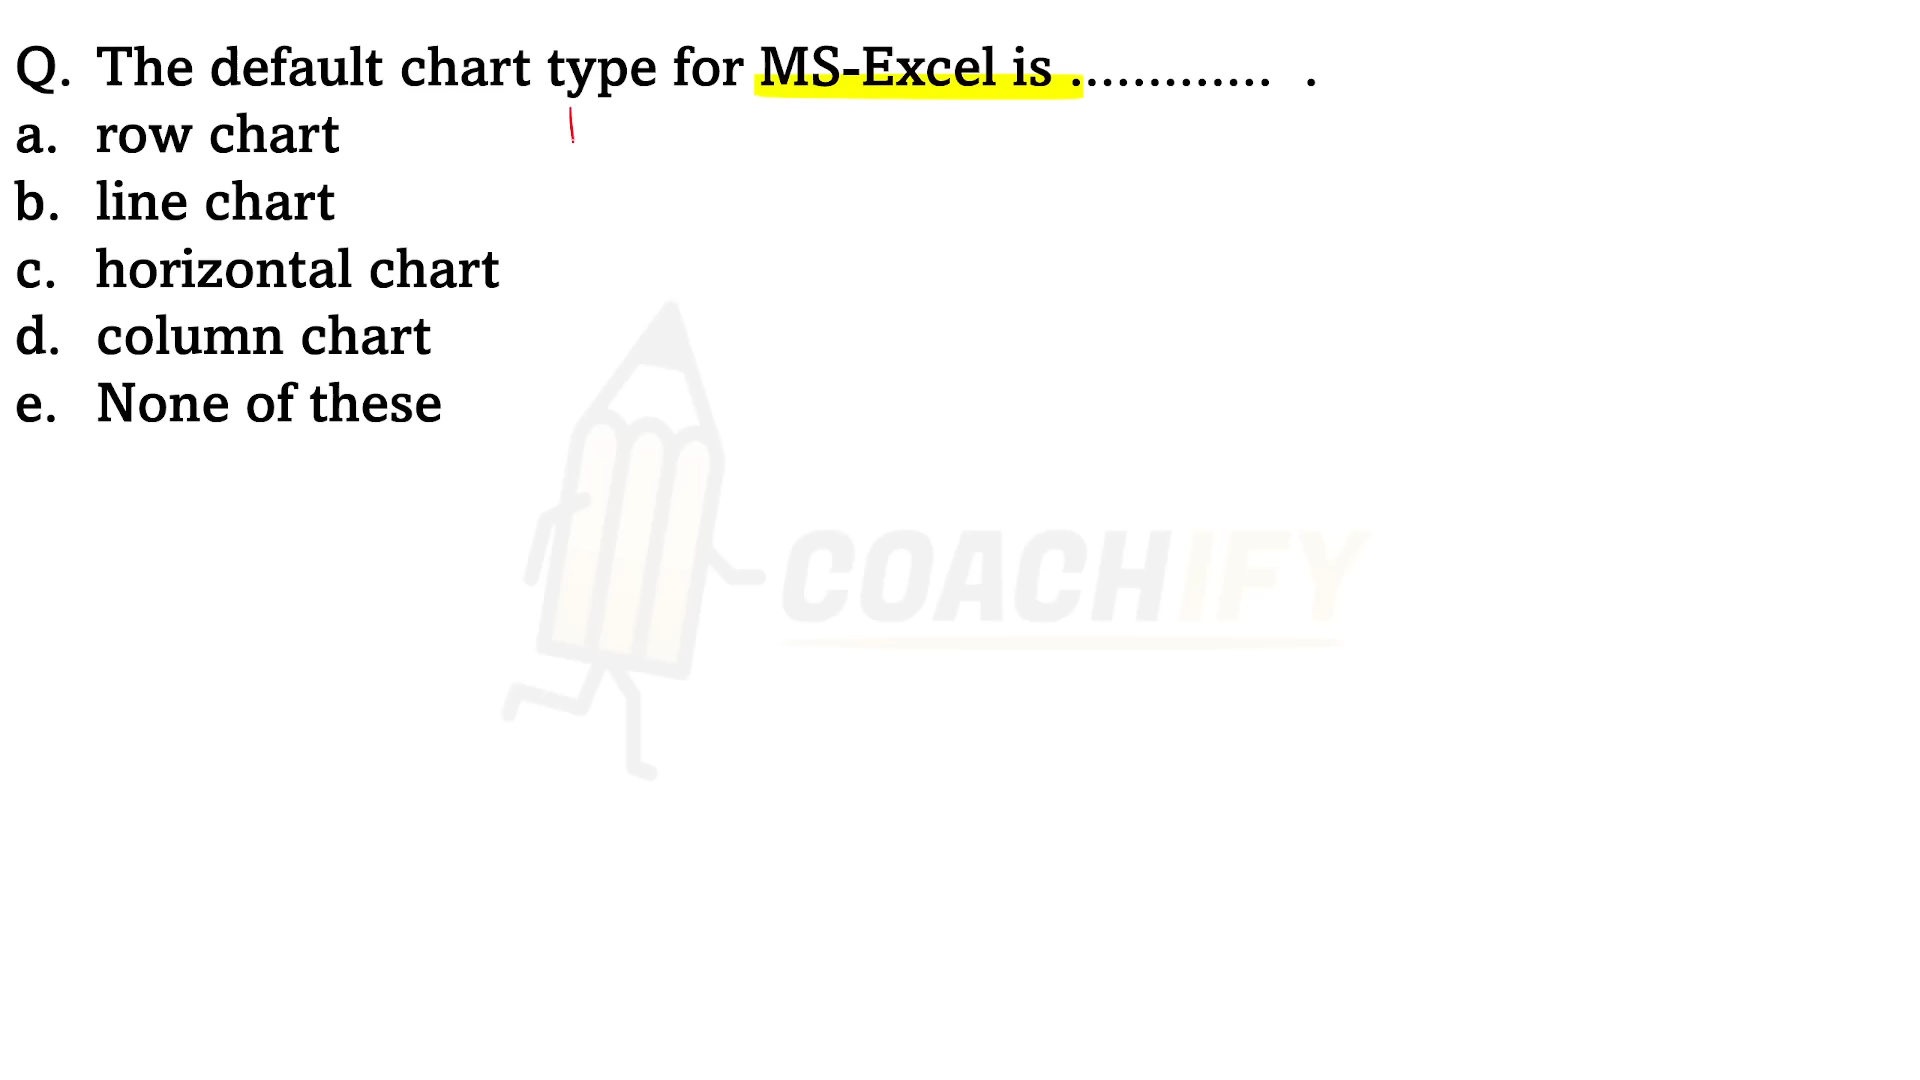 Q. The default chart type for MS-Excel is ............. .
a. row chart
b. line chart
c. horizontal chart
d. column chart
e. None of these
COACHIFY